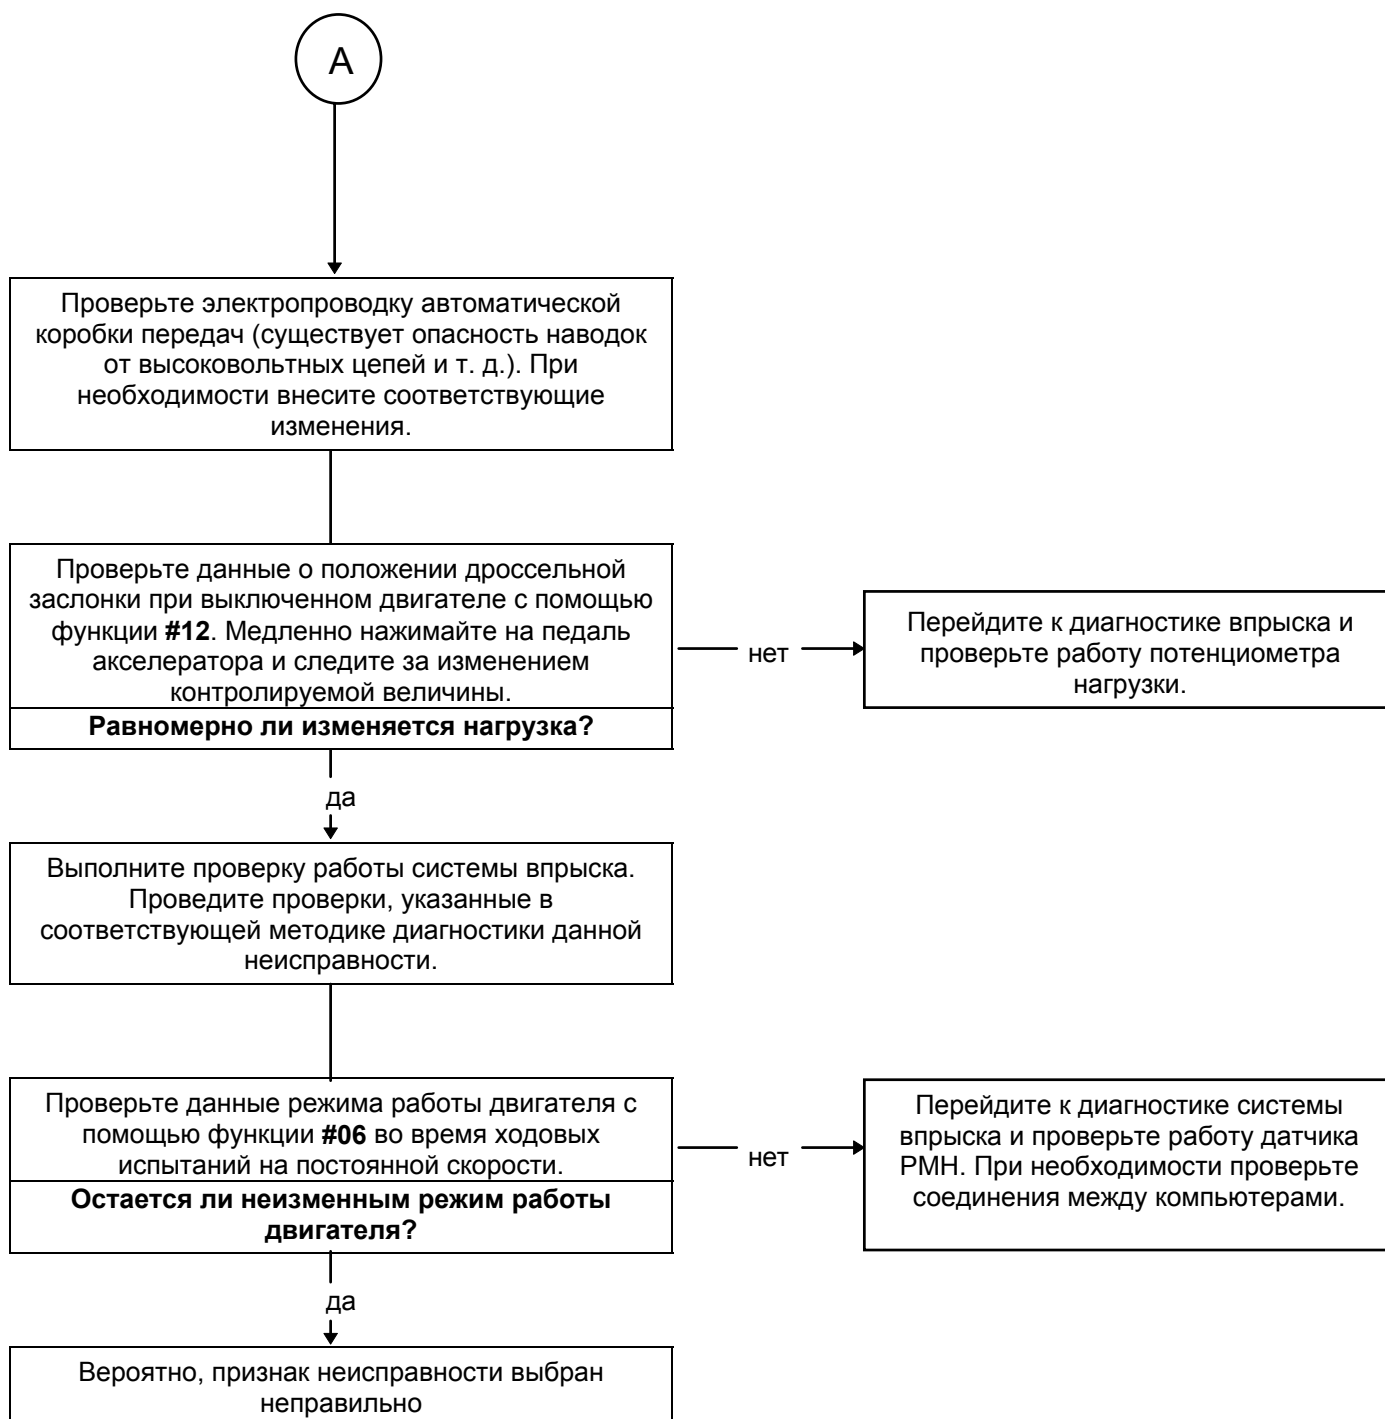 А
Проверьте электропроводку автоматической
коробки передач (существует опасность наводок
от высоковольтных цепей и т. д.). При
необходимости внесите соответствующие
изменения.
Проверьте данные о положении дроссельной
заслонки при выключенном двигателе с помощью
функции #12. Медленно нажимайте на педаль
акселератора и следите за изменением
контролируемой величины.
Равномерно ли изменяется нагрузка?
нет
Перейдите к диагностике впрыска и
проверьте работу потенциометра
нагрузки.
да
Выполните проверку работы системы впрыска.
Проведите проверки, указанные в
соответствующей методике диагностики данной
неисправности.
Проверьте данные режима работы двигателя с
помощью функции #06 во время ходовых
испытаний на постоянной скорости.
Остается ли неизменным режим работы
двигателя?
нет
Перейдите к диагностике системы
впрыска и проверьте работу датчика
РМН. При необходимости проверьте
соединения между компьютерами.
да
Вероятно, признак неисправности выбран
неправильно